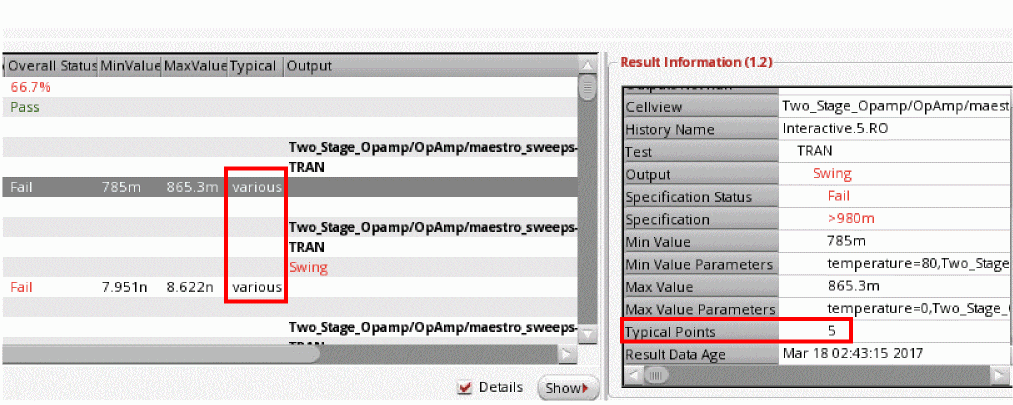 Overall Status MinValue MaxValue Typical Output
66.7%
Pass
Two_Stage_Opamp/OpAmp/maestro_sweeps-
TRAN
Fail 785m 865.3m various
Two_Stage_Opamp/OpAmp/maestro_sweeps-
TRAN
Swing
Fail 7.951n 8.622n various
Two_Stage_Opamp/OpAmp/maestro_sweeps-
Details Show
Result Information (1.2)
Cellview Two_Stage_Opamp/OpAmp/maest
History Name Interactive.5.RO
Test TRAN
Output Swing
Specification Status Fail
Specification >980m
Min Value 785m
Min Value Parameters temperature=80,Two_Stage
Max Value 865.3m
Max Value Parameters temperature=0,Two_Stage_
Typical Points 5
Result Data Age Mar 18 02:43:15 2017